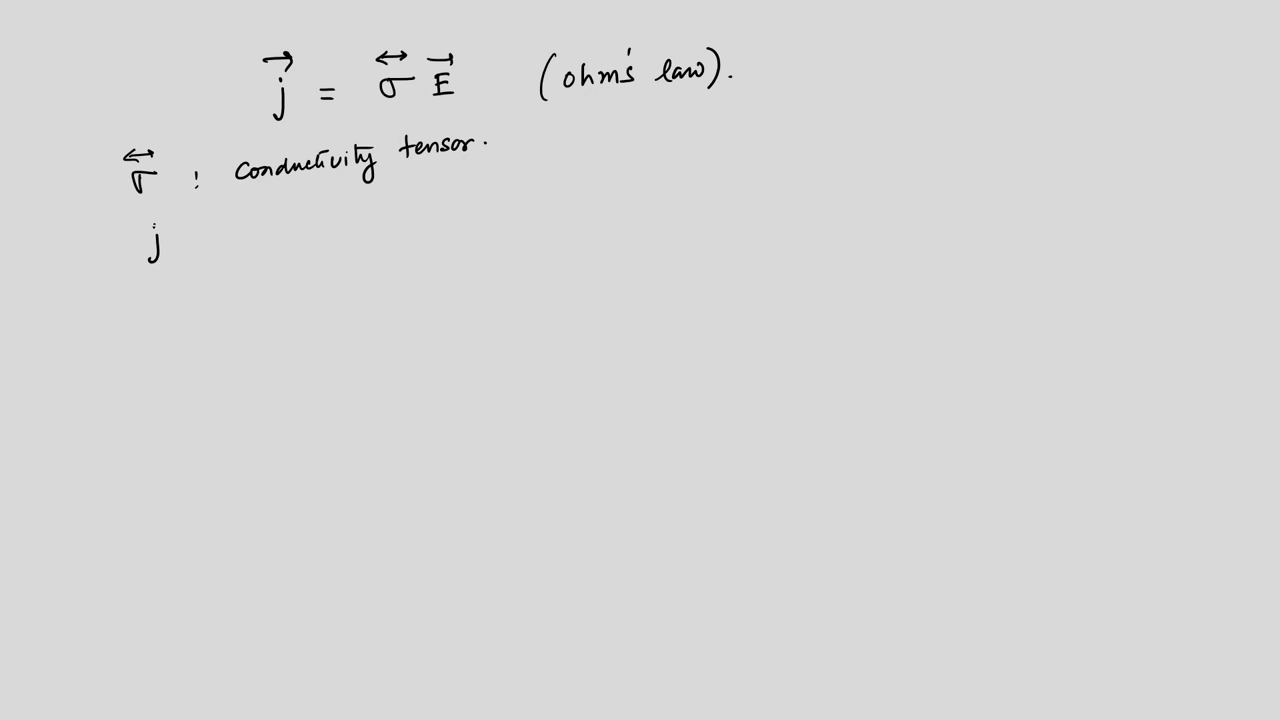 j⃗ = σ⃡ E⃗ (ohm's law).
σ⃡ : conductivity tensor.
j